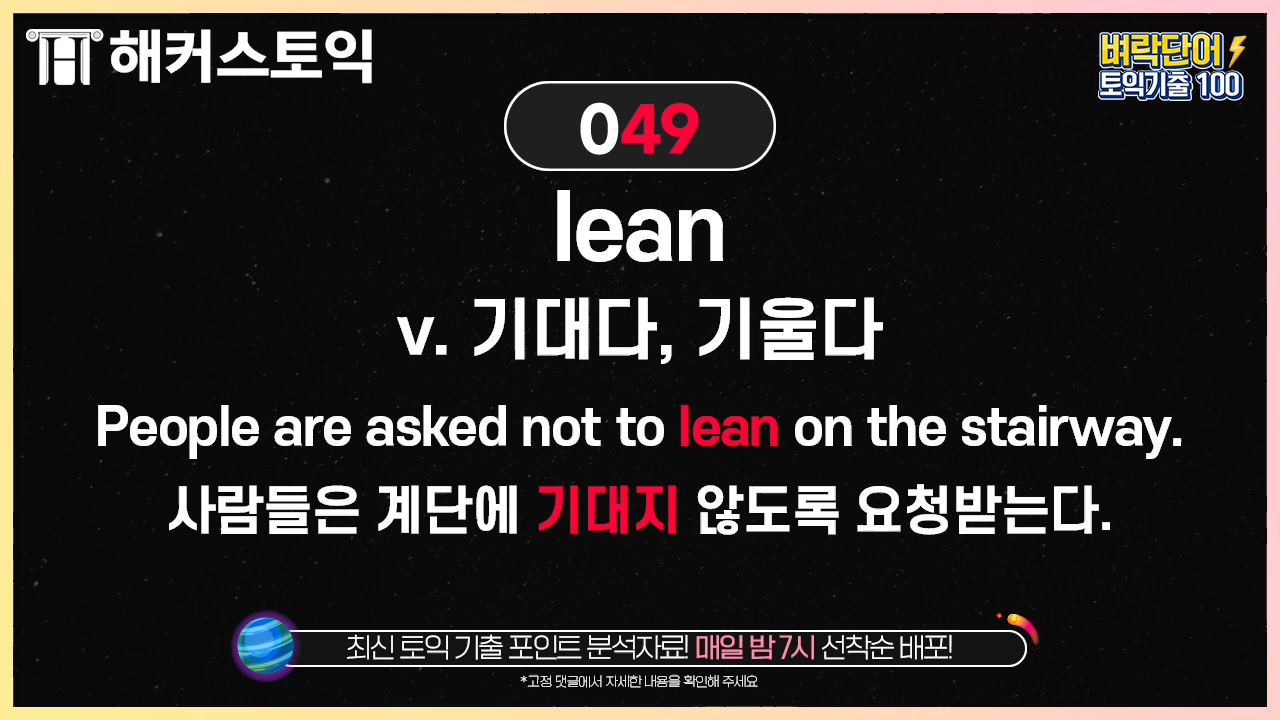 해커스토익
벼락단어
토익기출 100
049
lean
v. 기대다, 기울다
People are asked not to lean on the stairway.
사람들은 계단에 기대지 않도록 요청받는다.
최신 토익 기출 포인트 분석자료! 매일 밤 7시 선착순 배포!
*고정 댓글에서 자세한 내용을 확인해 주세요